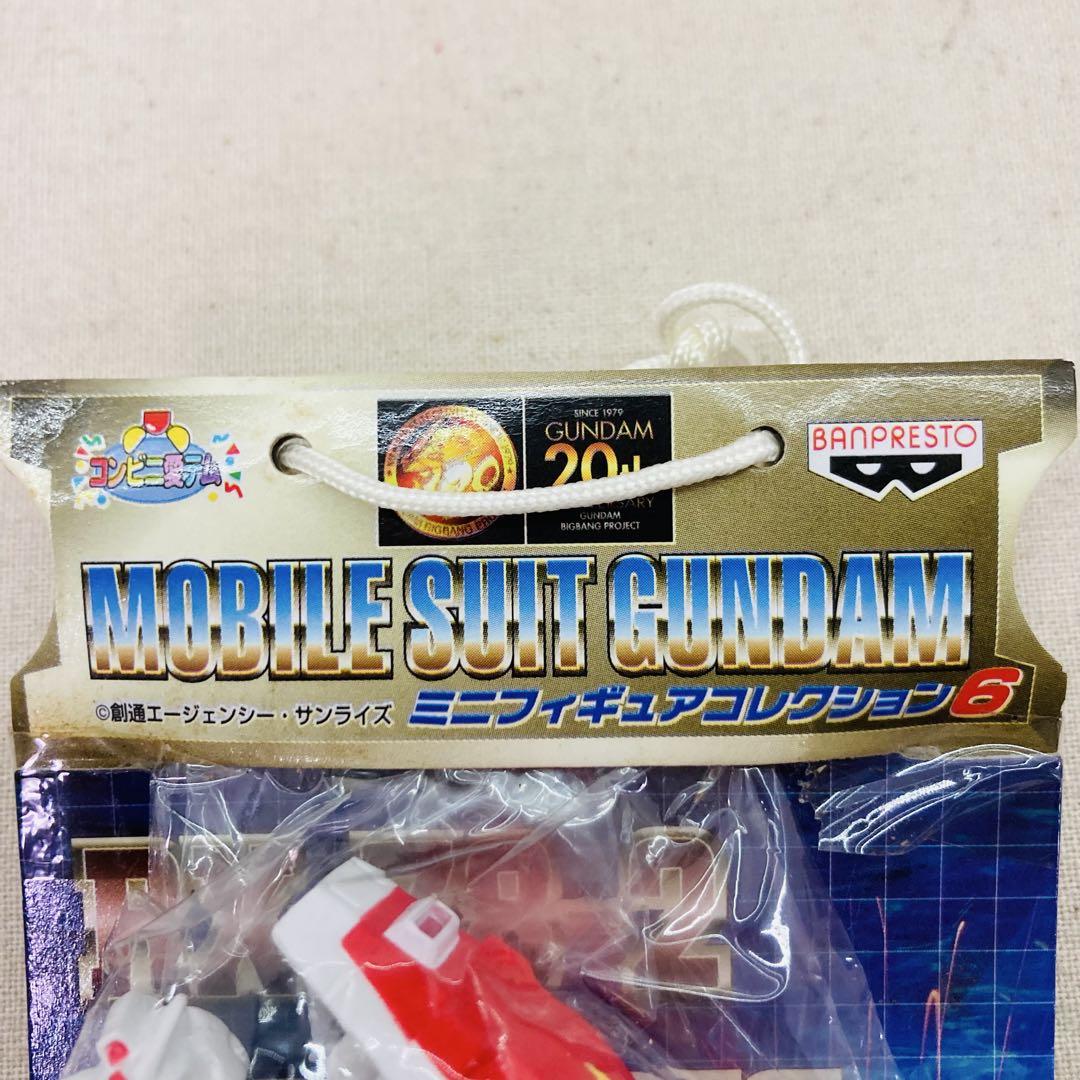 コンビニ愛テム
SINCE 1979
GUNDAM
20th
GUNDAM
BIGBANG PROJECT
BANPRESTO
MOBILE SUIT GUNDAM
©創通エージェンシー・サンライズ
ミニフィギュアコレクション6